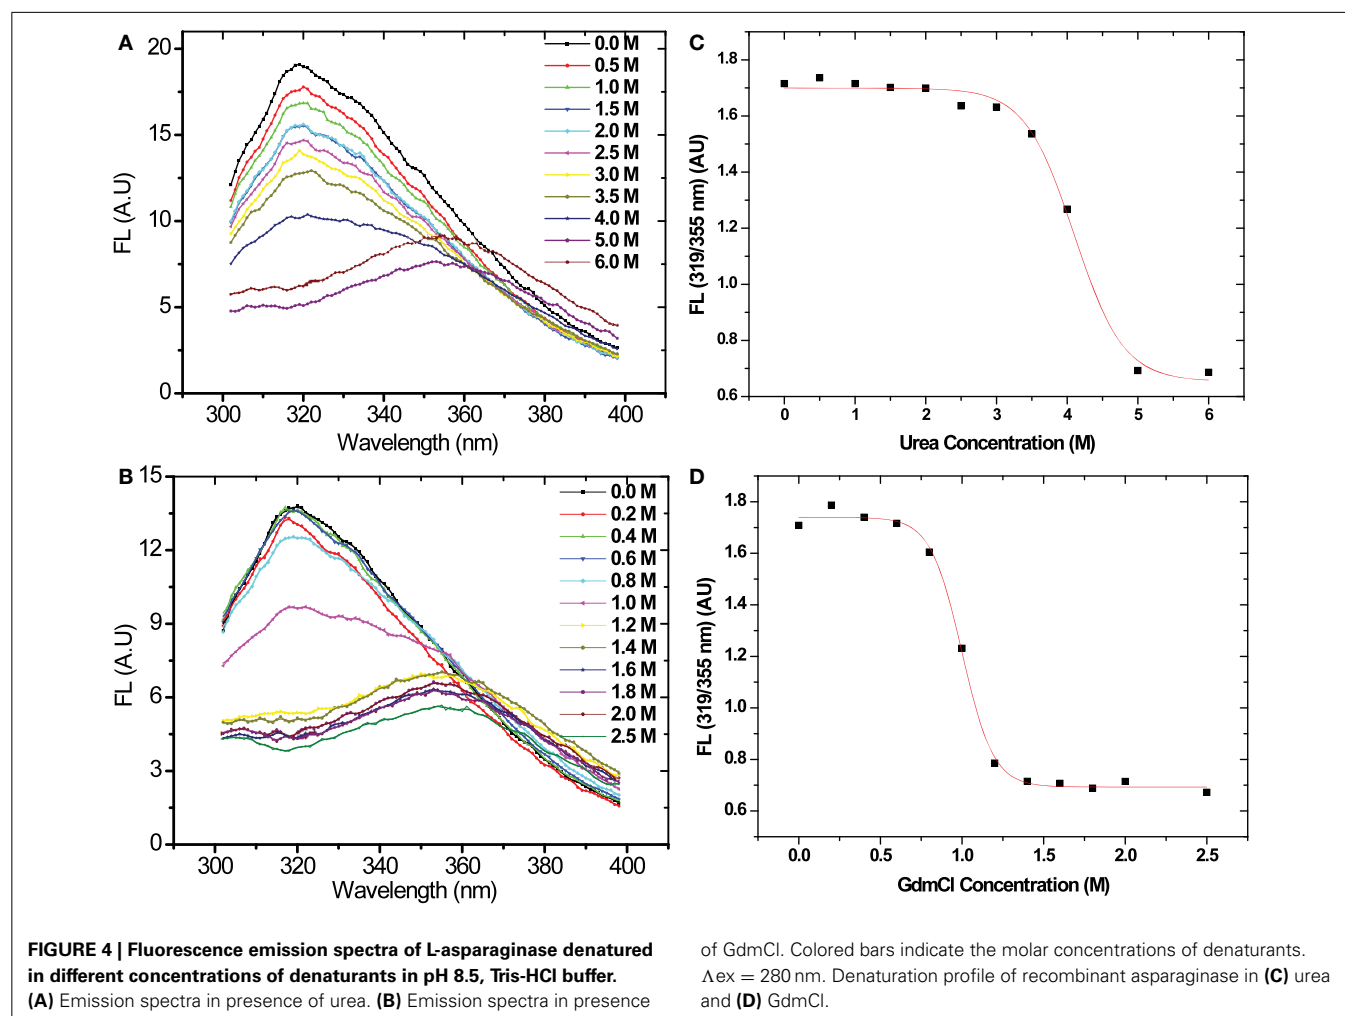 A
20
15
10
5
0
FL (A.U)
300 320 340 360 380 400
Wavelength (nm)
0.0 M
0.5 M
1.0 M
1.5 M
2.0 M
2.5 M
3.0 M
3.5 M
4.0 M
5.0 M
6.0 M
C
1.8
1.6
1.4
1.2
1.0
0.8
0.6
FL (319/355 nm) (AU)
0 1 2 3 4 5 6
Urea Concentration (M)
B
15
12
9
6
3
0
FL (A.U)
300 320 340 360 380 400
Wavelength (nm)
0.0 M
0.2 M
0.4 M
0.6 M
0.8 M
1.0 M
1.2 M
1.4 M
1.6 M
1.8 M
2.0 M
2.5 M
D
1.8
1.6
1.4
1.2
1.0
0.8
0.6
FL (319/355 nm) (AU)
0.0 0.5 1.0 1.5 2.0 2.5
GdmCl Concentration (M)
FIGURE 4 | Fluorescence emission spectra of L-asparaginase denatured
in different concentrations of denaturants in pH 8.5, Tris-HCl buffer.
(A) Emission spectra in presence of urea. (B) Emission spectra in presence
of GdmCl. Colored bars indicate the molar concentrations of denaturants.
Λex = 280 nm. Denaturation profile of recombinant asparaginase in (C) urea
and (D) GdmCl.